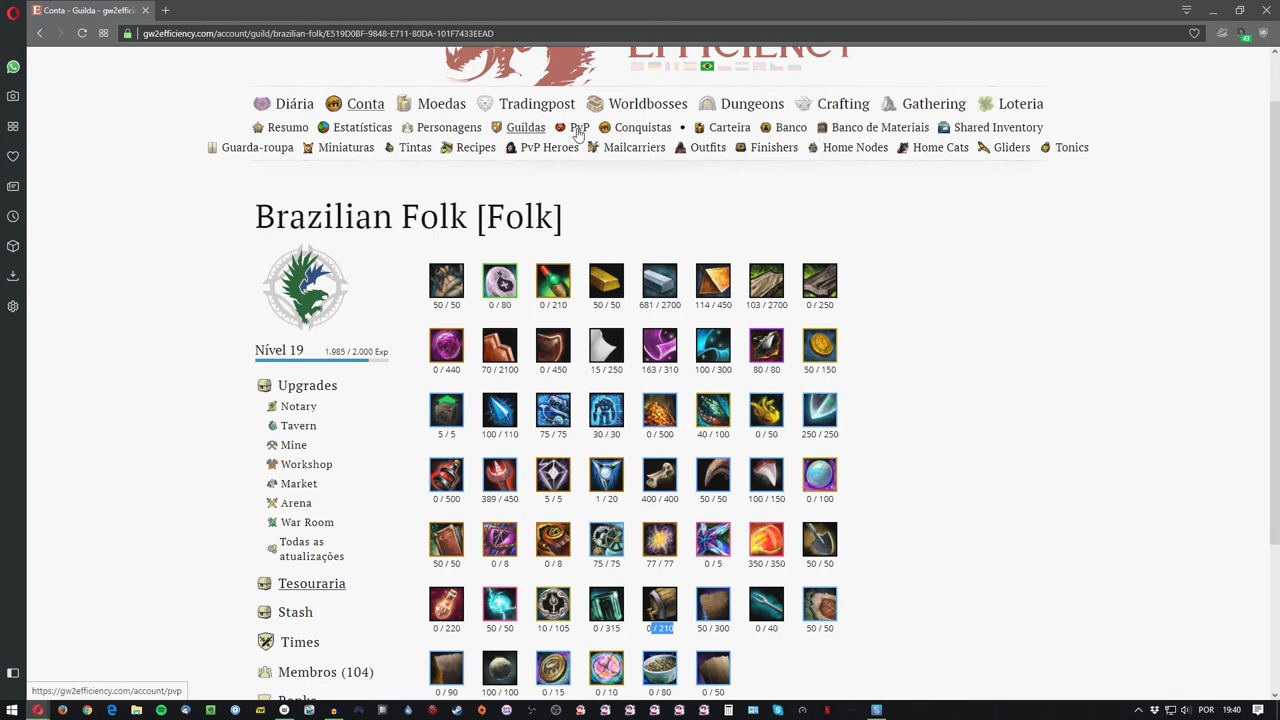 Conta - Guilda - gw2efficienc
gw2efficiency.com/account/guild/brazilian-folk/E519D0BF-9848-E711-80DA-101F7433EEAD
43
EFFICIENCY
Diária Conta Moedas Tradingpost Worldbosses Dungeons Crafting Gathering Loteria
Resumo Estatísticas Personagens Guildas PvP Conquistas • Carteira Banco Banco de Materiais Shared Inventory
Guarda-roupa Miniaturas Tintas Recipes PvP Heroes Mailcarriers Outfits Finishers Home Nodes Home Cats Gliders Tonics
Brazilian Folk [Folk]
Nível 19 1.985 / 2.000 Exp
Upgrades
Notary
Tavern
Mine
Workshop
Market
Arena
War Room
Todas as
atualizações
Tesouraria
Stash
Times
Membros (104)
Ranks
50 / 50 0 / 80 0 / 210 50 / 50 681 / 2700 114 / 450 103 / 2700 0 / 250
0 / 440 70 / 2100 0 / 450 15 / 250 163 / 310 100 / 300 80 / 80 50 / 150
5 / 5 100 / 110 75 / 75 30 / 30 0 / 500 40 / 100 0 / 50 250 / 250
0 / 500 389 / 450 5 / 5 1 / 20 400 / 400 50 / 50 100 / 150 0 / 100
50 / 50 0 / 8 0 / 8 75 / 75 77 / 77 0 / 5 350 / 350 50 / 50
0 / 220 50 / 50 10 / 105 0 / 315 0 / 210 50 / 300 0 / 40 50 / 50
0 / 90 100 / 100 0 / 15 0 / 10 0 / 80 0 / 50
https://gw2efficiency.com/account/pvp
POR 19:40